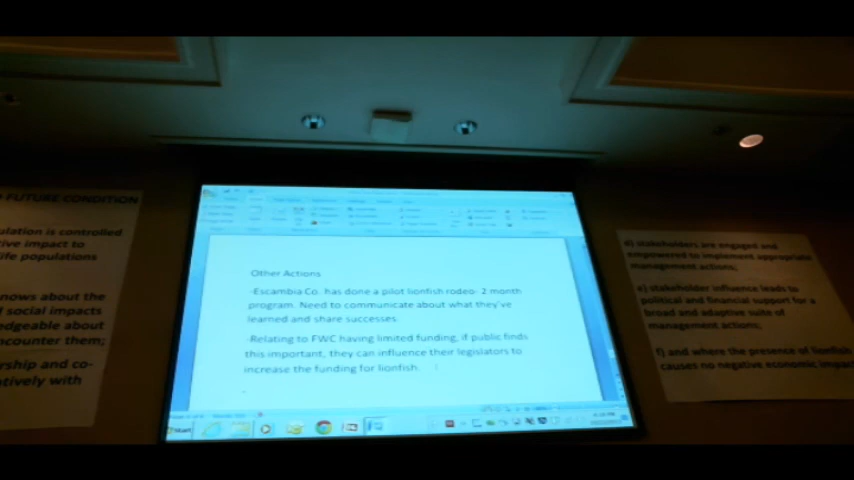 FUTURE CONDITION
ulation is controlled
tive impact to
ife populations
nows about the
social impacts
edgeable about
counter them;
rship and co-
atively with
Other Actions
-Escambia Co. has done a pilot lionfish rodeo- 2 month
program. Need to communicate about what they've
learned and share successes.
-Relating to FWC having limited funding, if public finds
this important, they can influence their legislators to
increase the funding for lionfish.
Start
d) stakeholders are engaged and
empowered to implement appropriate
management actions;
e) stakeholder influence leads to
political and financial support for a
broad and adaptive suite of
management actions;
f) and where the presence of lionfish
causes no negative economic impac